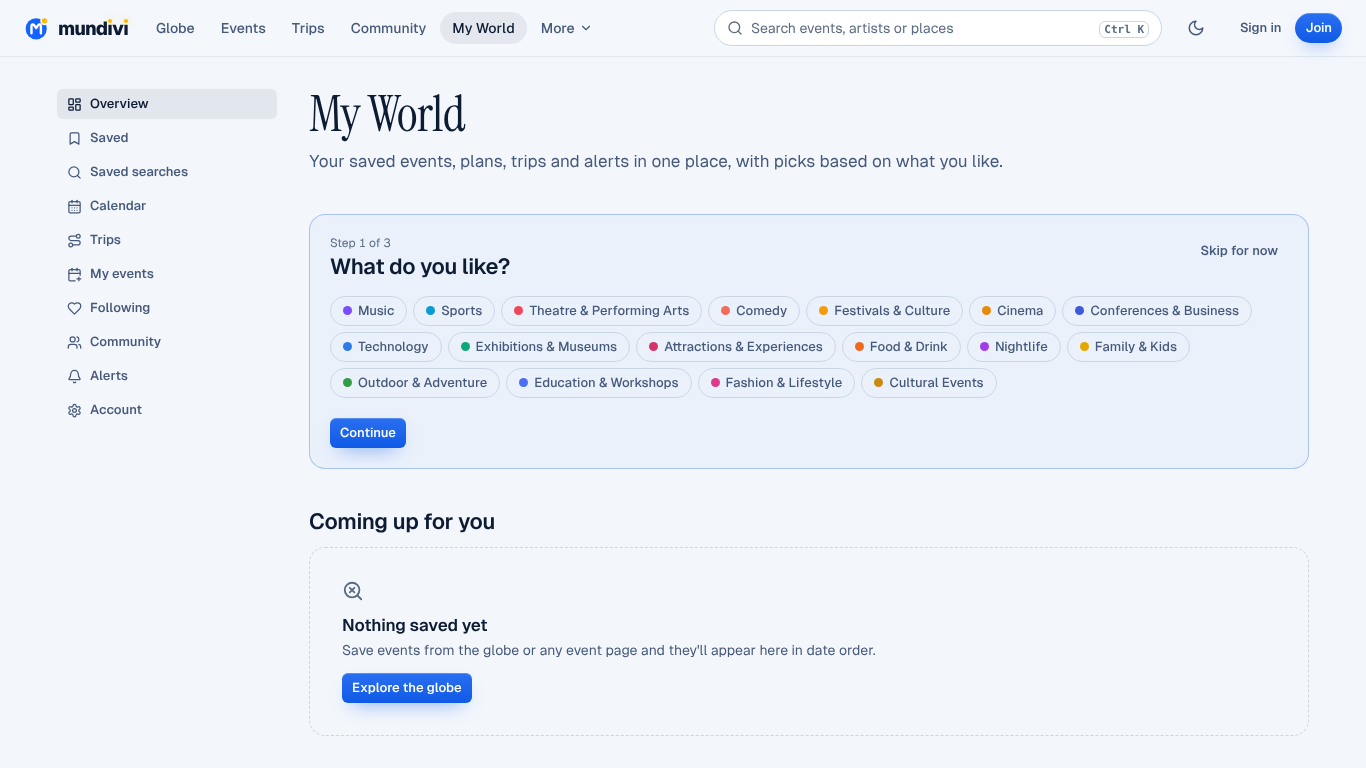 mundivi
Globe
Events
Trips
Community
My World
More
Search events, artists or places
Ctrl K
Sign in
Join
Overview
Saved
Saved searches
Calendar
Trips
My events
Following
Community
Alerts
Account
My World
Your saved events, plans, trips and alerts in one place, with picks based on what you like.
Step 1 of 3
What do you like?
Skip for now
Music
Sports
Theatre & Performing Arts
Comedy
Festivals & Culture
Cinema
Conferences & Business
Technology
Exhibitions & Museums
Attractions & Experiences
Food & Drink
Nightlife
Family & Kids
Outdoor & Adventure
Education & Workshops
Fashion & Lifestyle
Cultural Events
Continue
Coming up for you
Nothing saved yet
Save events from the globe or any event page and they'll appear here in date order.
Explore the globe